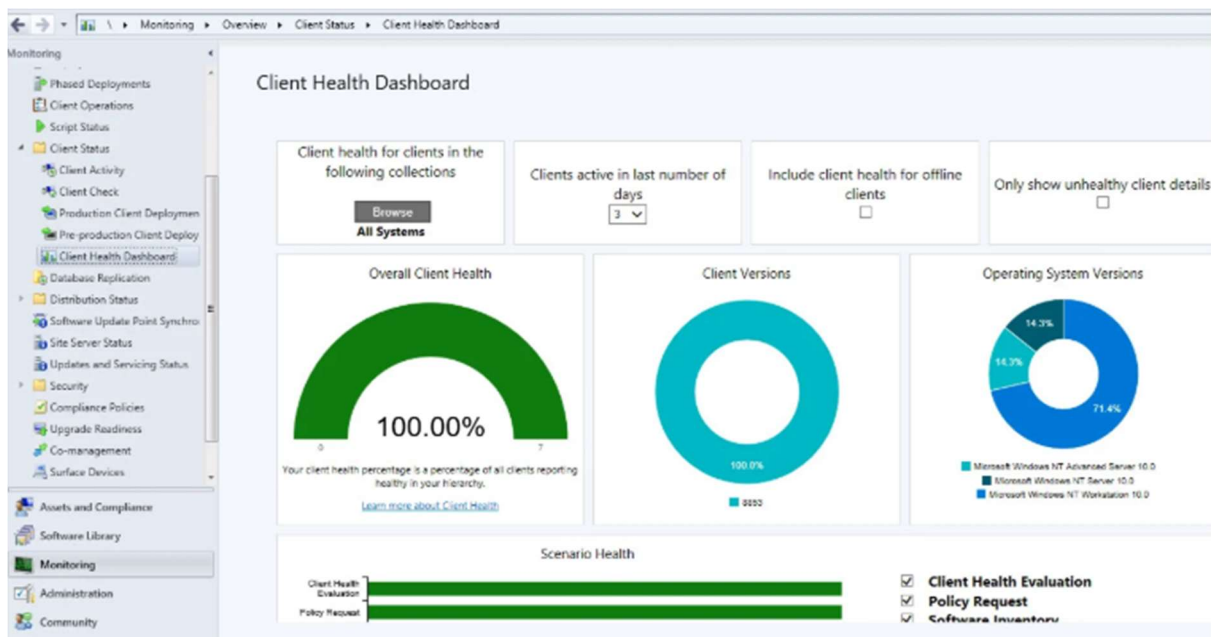 \ ▸ Monitoring ▸ Overview ▸ Client Status ▸ Client Health Dashboard
Monitoring
Phased Deployments
Client Operations
Script Status
Client Status
Client Activity
Client Check
Production Client Deploymen
Pre-production Client Deploy
Client Health Dashboard
Database Replication
Distribution Status
Software Update Point Synchro
Site Server Status
Updates and Servicing Status
Security
Compliance Policies
Upgrade Readiness
Co-management
Surface Devices
Assets and Compliance
Software Library
Monitoring
Administration
Community
Client Health Dashboard
Client health for clients in the
following collections
Browse
All Systems
Clients active in last number of
days
3
Include client health for offline
clients
Only show unhealthy client details
Overall Client Health
100.00%
0 7
Your client health percentage is a percentage of all clients reporting
healthy in your hierarchy.
Learn more about Client Health
Client Versions
100.0%
Operating System Versions
14.3%
14.3%
71.4%
Microsoft Windows NT Advanced Server 10.0
Microsoft Windows NT Server 10.0
Microsoft Windows NT Workstation 10.0
Scenario Health
Client Health
Evaluation
Policy Request
Client Health Evaluation
Policy Request
Software Inventory